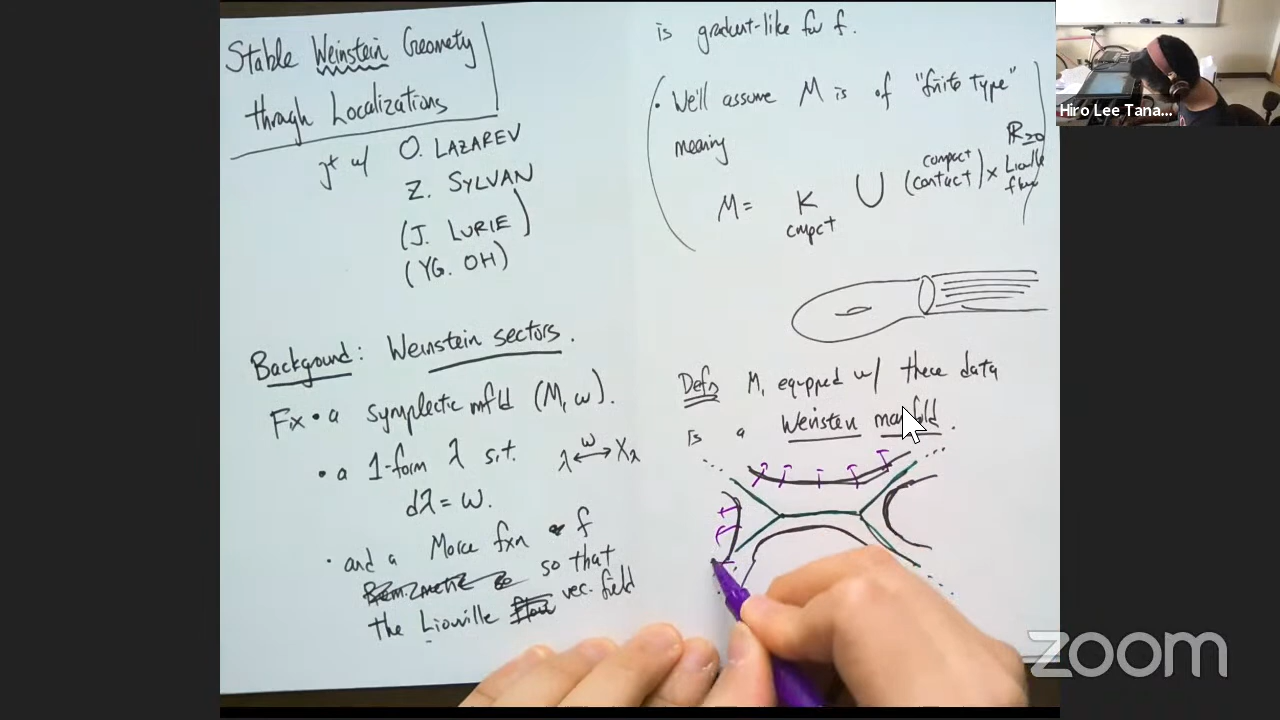 Stable Weinstein Geometry
through Localizations
jt w/ O. LAZAREV
Z. SYLVAN
(J. LURIE)
(YG. OH)
Background: Weinstein sectors.
Fix • a symplectic mfld (M, ω).
• a 1-form λ s.t. λ ⟷ Xλ
ω
dλ = ω.
• and a Morse fxn f
so that
the Liouville vec. field
is gradient-like for f.
• We'll assume M is of "finite type"
meaning
M = K ∪ (contact) × ℝ≥0
cmpct
compact
Liouville
flow
Defn M, equipped w/ these data
is a Weinstein manifold.
Hiro Lee Tana...
zoom